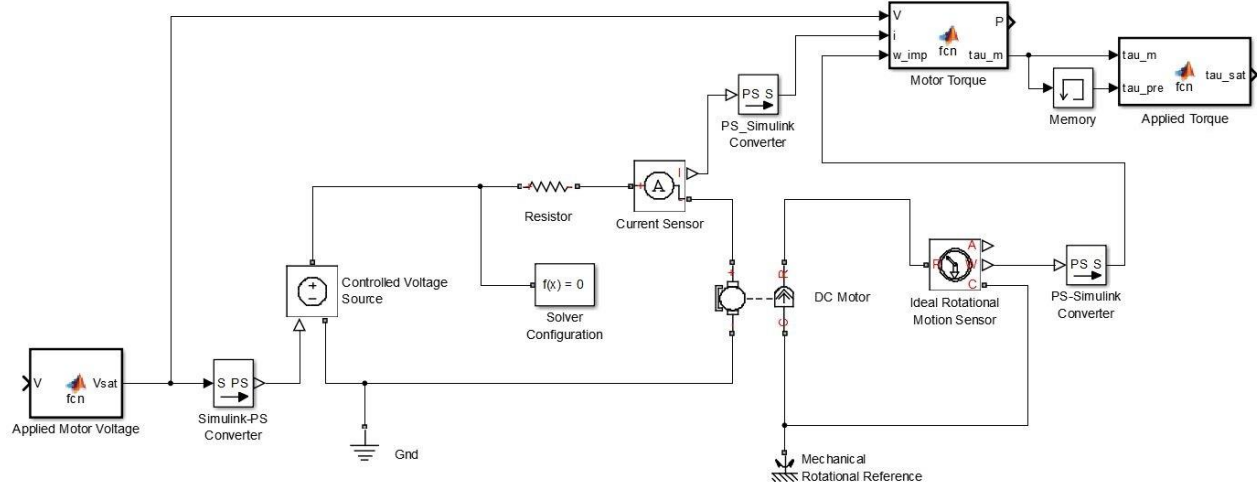 V
i
w_imp
fcn
P
tau_m
Motor Torque
tau_m
tau_pre
fcn
tau_sat
Applied Torque
Memory
PS S
PS_Simulink
Converter
+
Resistor
+
A
I
Current Sensor
+
-
Controlled Voltage
Source
f(x) = 0
Solver
Configuration
+
R
C
DC Motor
R
A
W
C
Ideal Rotational
Motion Sensor
PS S
PS-Simulink
Converter
V
fcn
Vsat
Applied Motor Voltage
S PS
Simulink-PS
Converter
Gnd
Mechanical
Rotational Reference